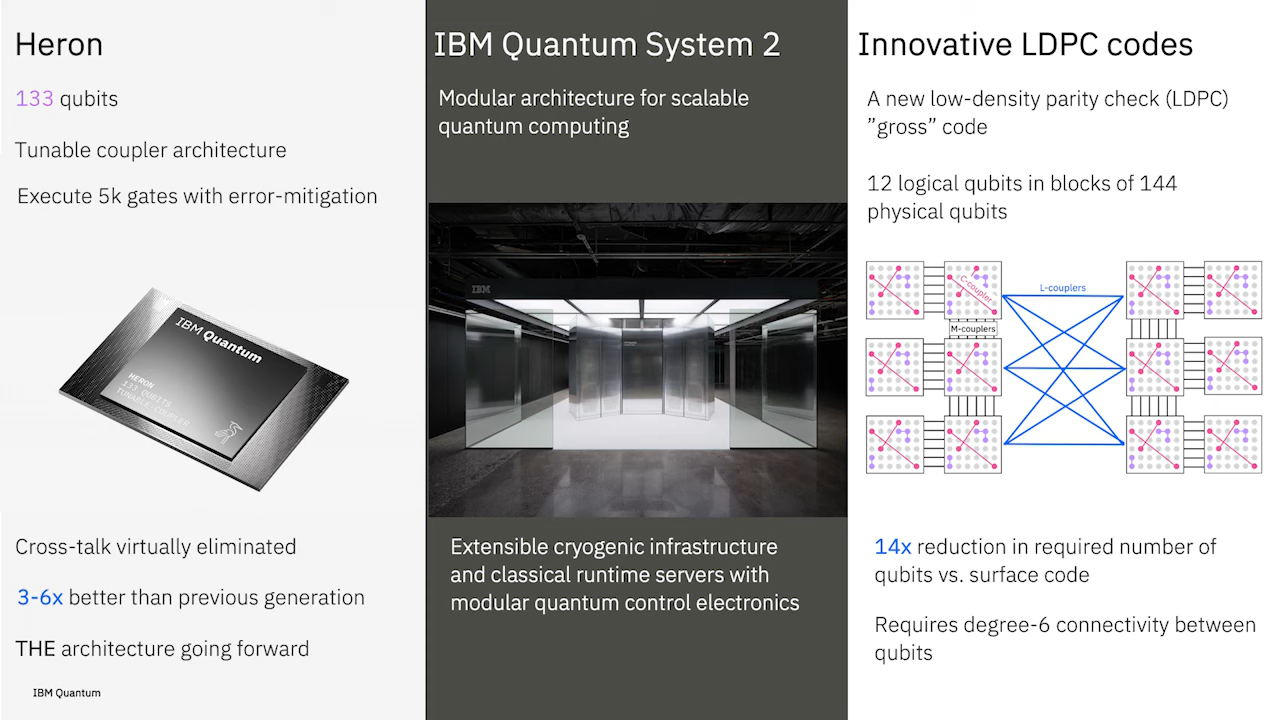 Heron
133 qubits
Tunable coupler architecture
Execute 5k gates with error-mitigation
IBM Quantum
HERON
133 QUBITS
TUNABLE-COUPLER
Cross-talk virtually eliminated
3-6x better than previous generation
THE architecture going forward
IBM Quantum
IBM Quantum System 2
Modular architecture for scalable
quantum computing
IBM
Extensible cryogenic infrastructure
and classical runtime servers with
modular quantum control electronics
Innovative LDPC codes
A new low-density parity check (LDPC)
”gross” code
12 logical qubits in blocks of 144
physical qubits
C-coupler
L-couplers
M-couplers
14x reduction in required number of
qubits vs. surface code
Requires degree-6 connectivity between
qubits